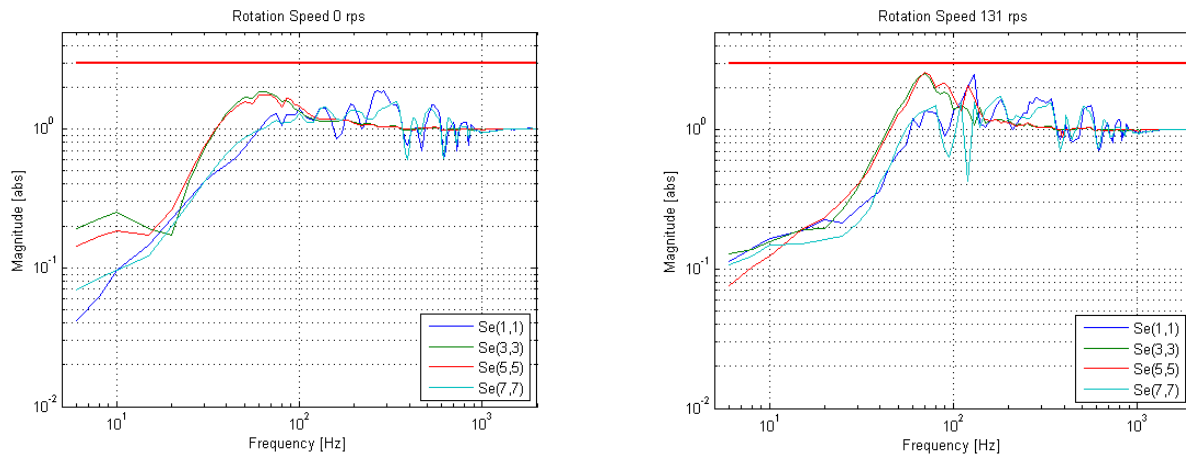 Rotation Speed 0 rps
Magnitude [abs]
10^0
10^-1
10^-2
10^1
10^2
10^3
Frequency [Hz]
Se(1,1)
Se(3,3)
Se(5,5)
Se(7,7)
Rotation Speed 131 rps
Magnitude [abs]
10^0
10^-1
10^-2
10^1
10^2
10^3
Frequency [Hz]
Se(1,1)
Se(3,3)
Se(5,5)
Se(7,7)